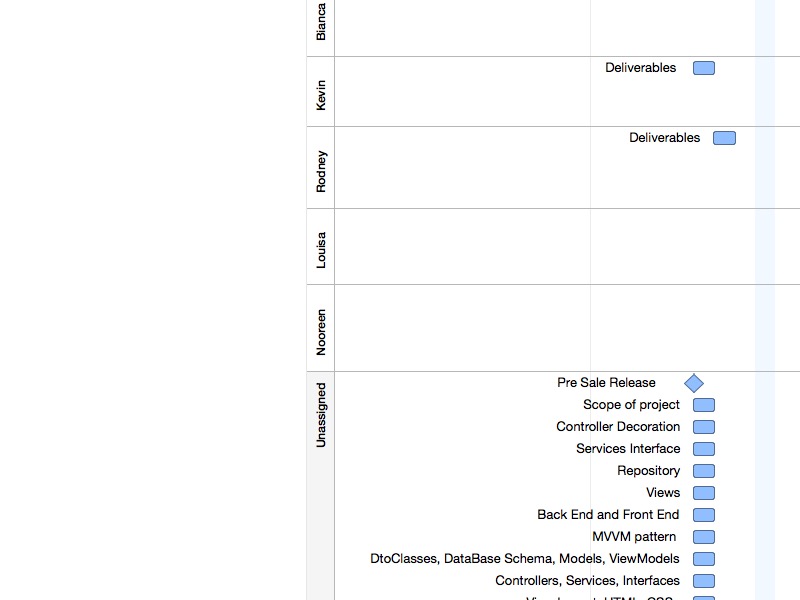 Bianca
Deliverables
Kevin
Deliverables
Rodney
Louisa
Nooreen
Unassigned
Pre Sale Release
Scope of project
Controller Decoration
Services Interface
Repository
Views
Back End and Front End
MVVM pattern
DtoClasses, DataBase Schema, Models, ViewModels
Controllers, Services, Interfaces